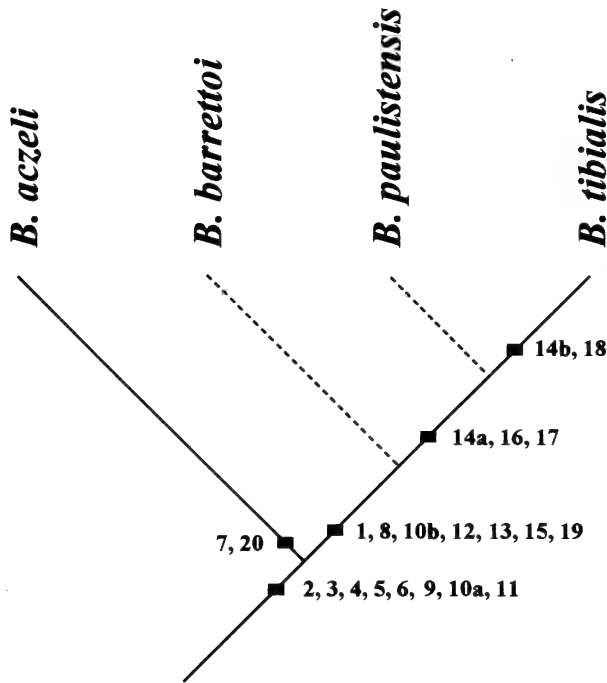 B. aczeli
B. barrettoi
B. paulistensis
B. tibialis
14b, 18
14a, 16, 17
1, 8, 10b, 12, 13, 15, 19
7, 20
2, 3, 4, 5, 6, 9, 10a, 11